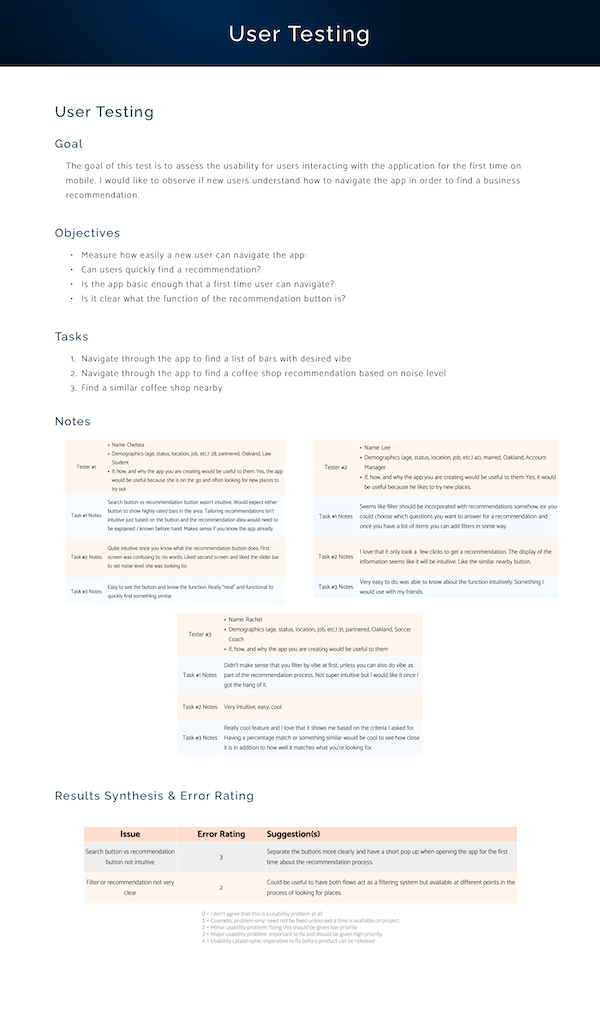 User Testing
User Testing
Goal
The goal of this test is to assess the usability for users interacting with the application for the first time on
mobile. I would like to observe if new users understand how to navigate the app in order to find a business
recommendation.
Objectives
• Measure how easily a new user can navigate the app:
• Can users quickly find a recommendation?
• Is the app basic enough that a first time user can navigate?
• Is it clear what the function of the recommendation button is?
Tasks
1. Navigate through the app to find a list of bars with desired vibe
2. Navigate through the app to find a coffee shop recommendation based on noise level
3. Find a similar coffee shop nearby
Notes
Tester #1
• Name: Chelsea
• Demographics (age, status, location, job, etc.) 28, partnered, Oakland, Law
Student
• If, how, and why the app you are creating would be useful to them: Yes, the app
would be useful because she is on the go and often looking for new places to
try out
Task #1 Notes
Search button vs recommendation button wasn't intuitive. Would expect either
button to show highly rated bars in the area. Tailoring recommendations isn't
intuitive just based on the button and the recommendation idea would need to
be explained / known before hand. Makes sense if you know the app already.
Task #2 Notes
Quite intuitive once you know what the recommendation button does. First
screen was confusing bc no words. Liked second screen and liked the slider bar
to set noise level she was looking for.
Task #3 Notes
Easy to see the button and know the function. Really "neat" and functional to
quickly find something similar.
Tester #2
• Name: Lee
• Demographics (age, status, location, job, etc.) 40, marred, Oakland, Account
Manager
• If, how, and why the app you are creating would be useful to them: Yes, it would
be useful because he likes to try new places.
Task #1 Notes
Seems like filter should be incorporated with recommendations somehow, ex you
could choose which questions you want to answer for a recommendation and
once you have a list of items you can add filters in some way.
Task #2 Notes
I love that it only took a few clicks to get a recommendation. The display of the
information seems like it will be intuitive. Like the similar nearby button.
Task #3 Notes
Very easy to do, was able to know about the function intuitively. Something I
would use with my friends.
Tester #3
• Name: Rachel
• Demographics (age, status, location, job, etc.) 31, partnered, Oakland, Soccer
Coach
• If, how, and why the app you are creating would be useful to them
Task #1 Notes
Didn't make sense that you filter by vibe at first, unless you can also do vibe as
part of the recommendation process. Not super intuitive but I would like it once I
got the hang of it.
Task #2 Notes
Very intuitive, easy, cool
Task #3 Notes
Really cool feature and I love that it shows me based on the criteria I asked for.
Having a percentage match or something similar would be cool to see how close
it is in addition to how well it matches what you're looking for.
Results Synthesis & Error Rating
Issue Error Rating Suggestion(s)
Search button vs recommendation
button not intuitive
3
Separate the buttons more clearly and have a short pop up when opening the app for the first
time about the recommendation process.
Filter or recommendation not very
clear
2
Could be useful to have both flows act as a filtering system but available at different points in the
process of looking for places.
0 = I don't agree that this is a usability problem at all
1 = Cosmetic problem only: need not be fixed unless extra time is available on project
2 = Minor usability problem: fixing this should be given low priority
3 = Major usability problem: important to fix and should be given high priority
4 = Usability catastrophe: imperative to fix before product can be released